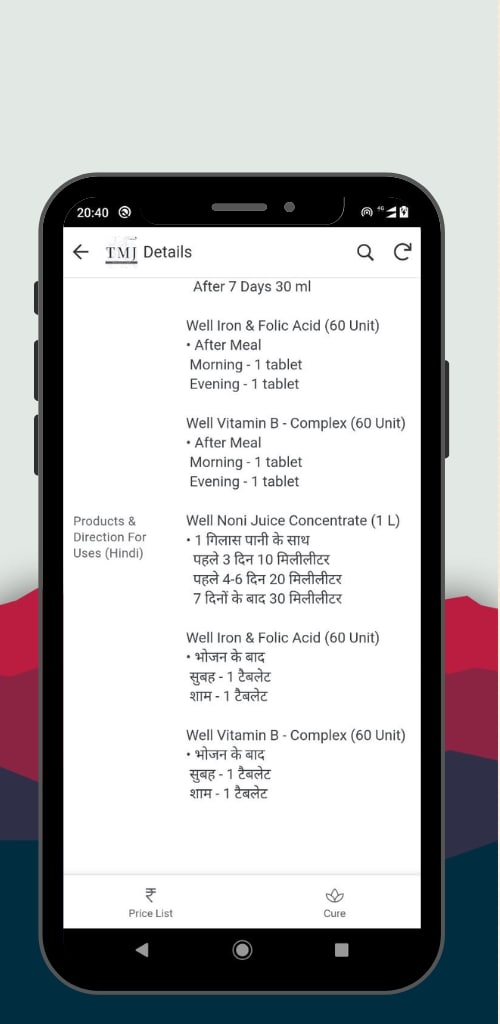 20:40
4G
TMJ Details
After 7 Days 30 ml
Well Iron & Folic Acid (60 Unit)
• After Meal
Morning - 1 tablet
Evening - 1 tablet
Well Vitamin B - Complex (60 Unit)
• After Meal
Morning - 1 tablet
Evening - 1 tablet
Products &
Direction For
Uses (Hindi)
Well Noni Juice Concentrate (1 L)
• 1 गिलास पानी के साथ
पहले 3 दिन 10 मिलीलीटर
पहले 4-6 दिन 20 मिलीलीटर
7 दिनों के बाद 30 मिलीलीटर
Well Iron & Folic Acid (60 Unit)
• भोजन के बाद
सुबह - 1 टैबलेट
शाम - 1 टैबलेट
Well Vitamin B - Complex (60 Unit)
• भोजन के बाद
सुबह - 1 टैबलेट
शाम - 1 टैबलेट
₹
Price List
Cure